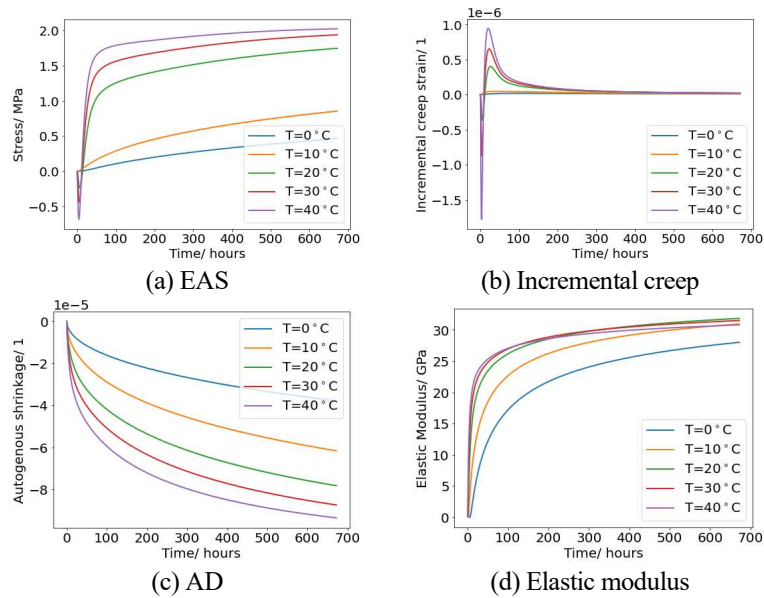 Stress/ MPa
2.0
1.5
1.0
0.5
0.0
−0.5
T=0°C
T=10°C
T=20°C
T=30°C
T=40°C
0 100 200 300 400 500 600 700
Time/ hours
(a) EAS
1e−6
Incremental creep strain/ 1
1.0
0.5
0.0
−0.5
−1.0
−1.5
T=0°C
T=10°C
T=20°C
T=30°C
T=40°C
0 100 200 300 400 500 600 700
Time/ hours
(b) Incremental creep
1e−5
Autogenous shrinkage/ 1
0
−2
−4
−6
−8
T=0°C
T=10°C
T=20°C
T=30°C
T=40°C
0 100 200 300 400 500 600 700
Time/ hours
(c) AD
Elastic Modulus/ GPa
30
25
20
15
10
5
0
T=0°C
T=10°C
T=20°C
T=30°C
T=40°C
0 100 200 300 400 500 600 700
Time/ hours
(d) Elastic modulus